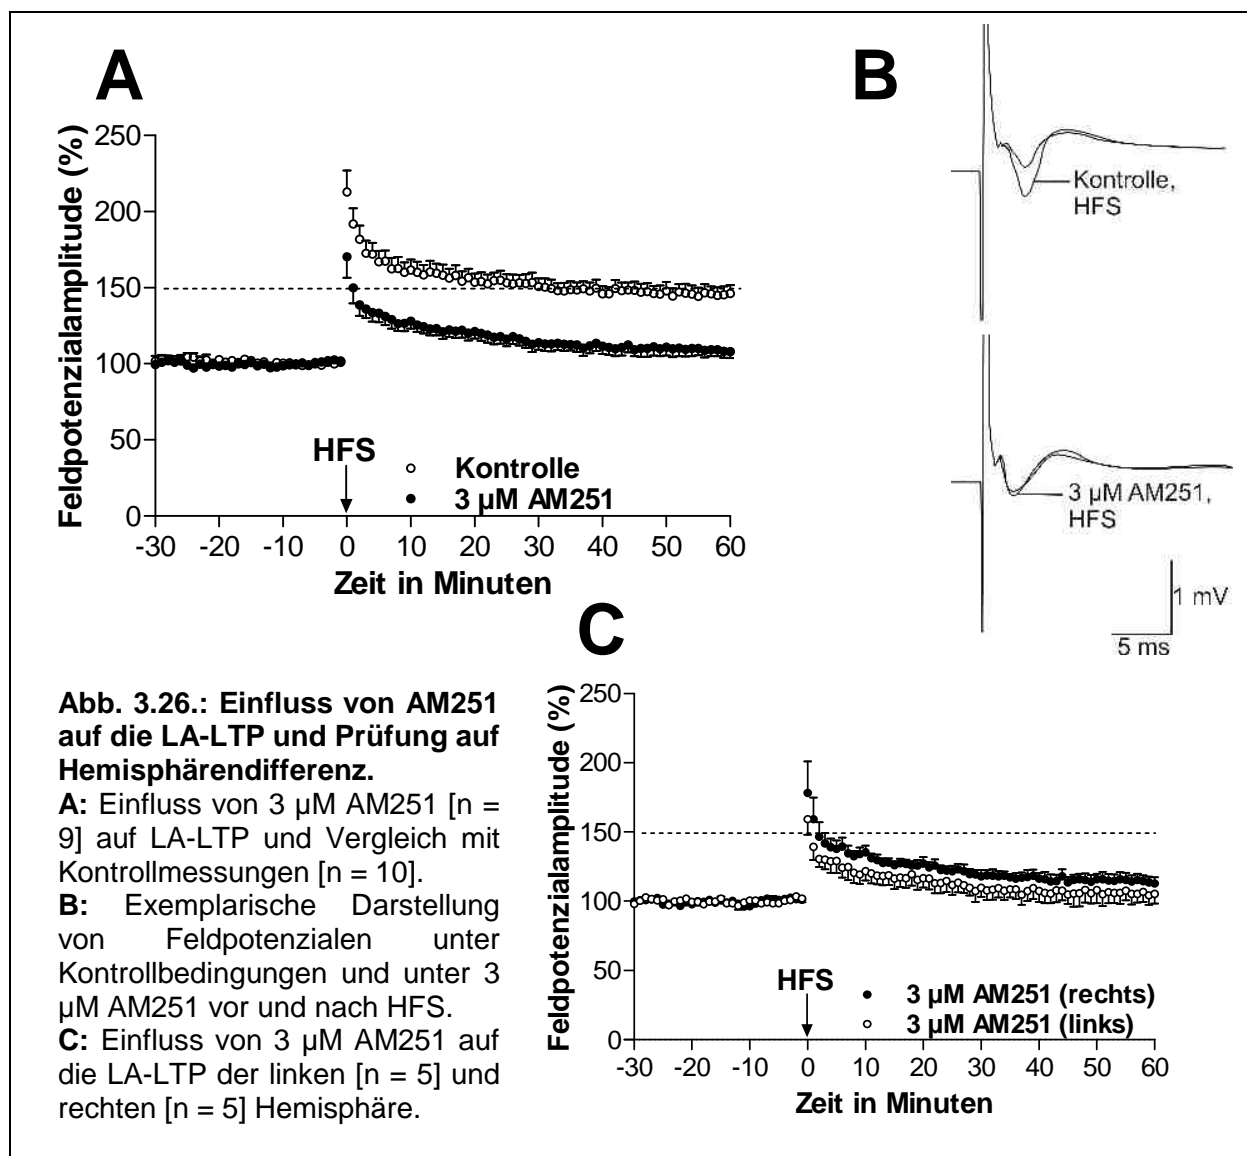 A
B
Feldpotenzialamplitude (%)
250
200
150
100
50
0
HFS
Kontrolle
3 µM AM251
-30 -20 -10 0 10 20 30 40 50 60
Zeit in Minuten
Kontrolle,
HFS
3 µM AM251,
HFS
1 mV
5 ms
C
Abb. 3.26.: Einfluss von AM251
auf die LA-LTP und Prüfung auf
Hemisphärendifferenz.
A: Einfluss von 3 µM AM251 [n =
9] auf LA-LTP und Vergleich mit
Kontrollmessungen [n = 10].
B: Exemplarische Darstellung
von Feldpotenzialen unter
Kontrollbedingungen und unter 3
µM AM251 vor und nach HFS.
C: Einfluss von 3 µM AM251 auf
die LA-LTP der linken [n = 5] und
rechten [n = 5] Hemisphäre.
Feldpotenzialamplitude (%)
250
200
150
100
50
0
HFS
3 µM AM251 (rechts)
3 µM AM251 (links)
-30 -20 -10 0 10 20 30 40 50 60
Zeit in Minuten